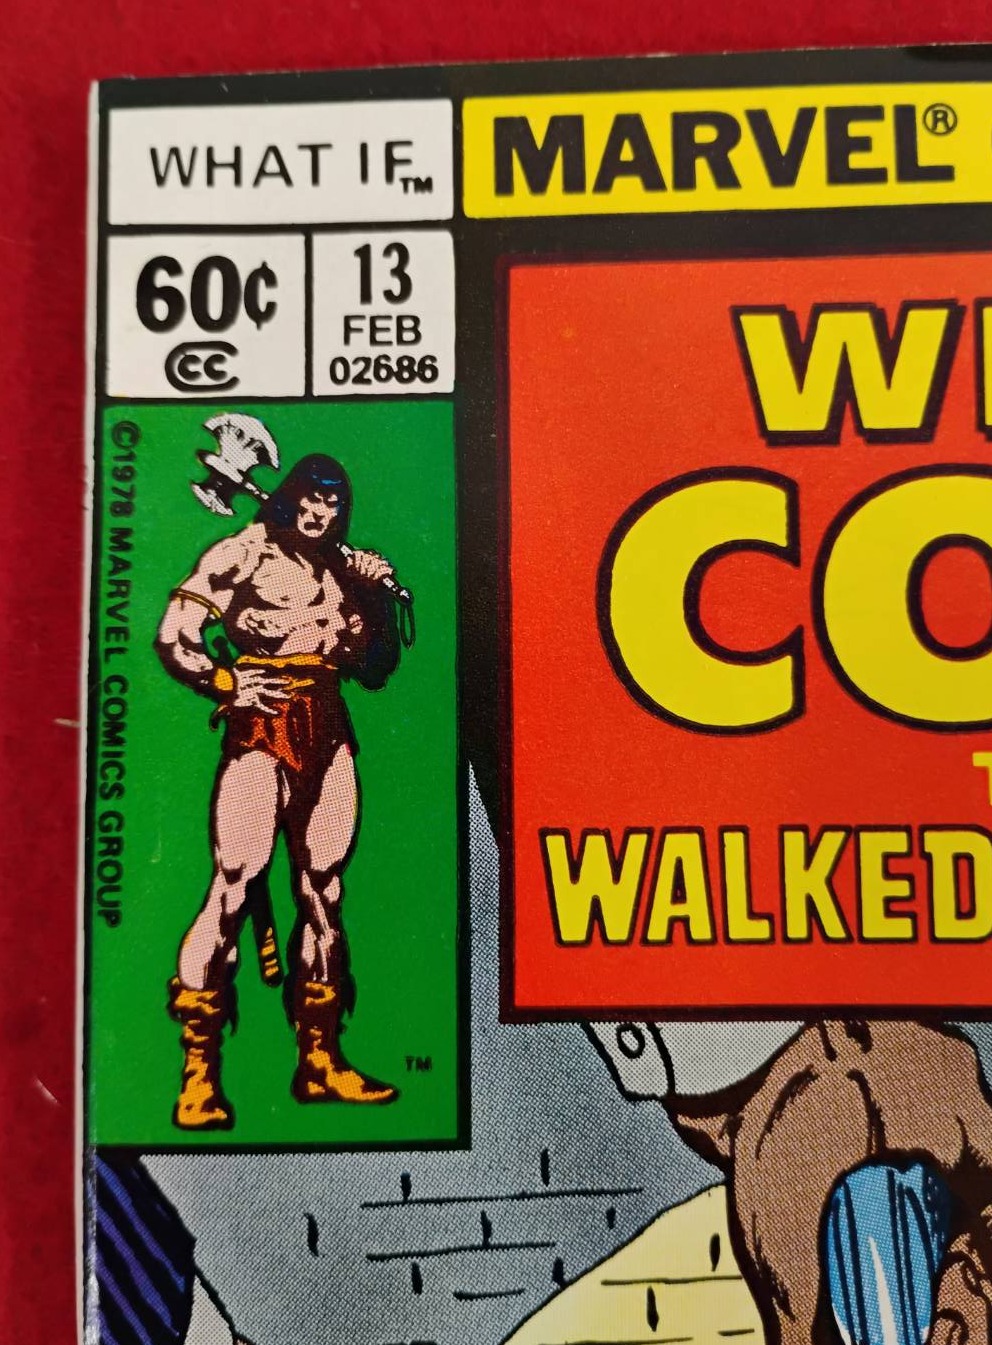 WHAT IF™
MARVEL®
60¢
CC
13
FEB
02686
©1978 MARVEL COMICS GROUP
TM
W
CO
T
WALKED